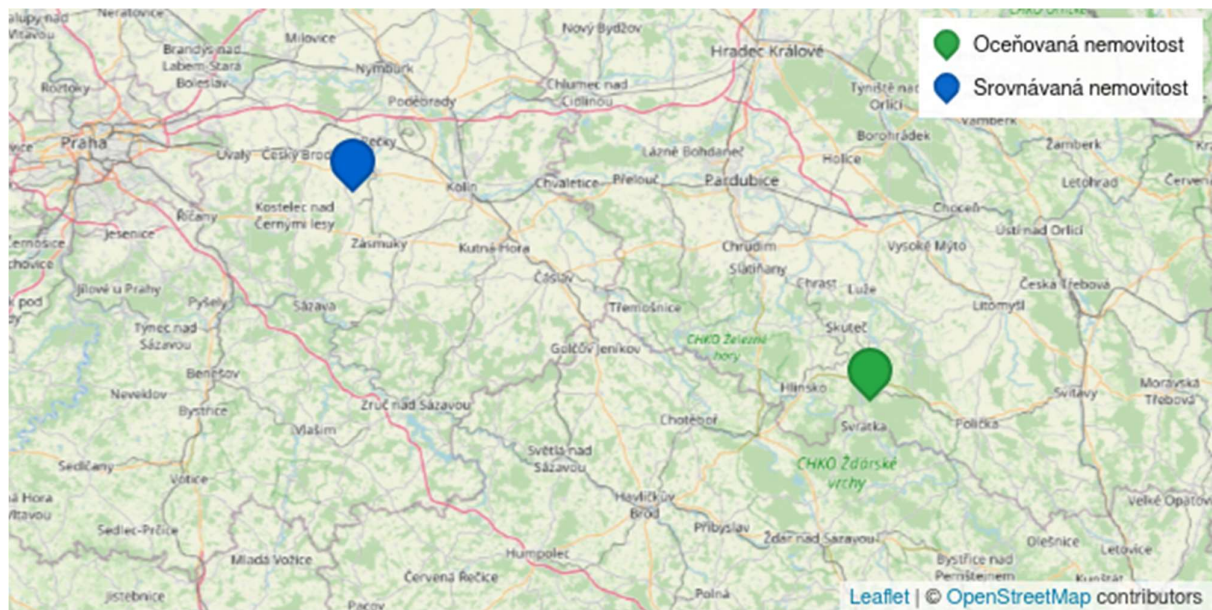 Neratovice
Nový Bydžov
Milovice
Brandýs nad
Labem-Stará
Boleslav
Hradec Králové
Oceňovaná nemovitost
Srovnávaná nemovitost
Roztoky
Nymburk
Chlumec nad
Cidlinou
Týniště nad
Orlicí
Poděbrady
Vamberk
Praha
Úvaly
Český Brod
Pečky
Borohrádek
Žamberk
Lázně Bohdaneč
Holice
Kolín
Chvaletice
Přelouč
Pardubice
Letohrad
Říčany
Kostelec nad
Černými lesy
Choceň
Jesenice
Ústí nad Orlicí
Zásmuky
Kutná Hora
Chrudim
Vysoké Mýto
Slatiňany
Čáslav
Chrast
Luže
Česká Třebová
Jílové u Prahy
Pyšely
Sázava
Třemošnice
Litomyšl
Týnec nad
Sázavou
Skuteč
CHKO Železné
hory
Golčův Jeníkov
Benešov
Hlinsko
Moravská
Třebová
Neveklov
Svitavy
Bystřice
Zruč nad Sázavou
Chotěboř
Svratka
Polička
Vlašim
Světlá nad
Sázavou
CHKO Žďárské
vrchy
Sedlčany
Votice
Havlíčkův
Brod
Přibyslav
Sedlec-Prčice
Žďár nad Sázavou
Olešnice
Letovice
Mladá Vožice
Humpolec
Bystřice nad
Pernštejnem
Červená Řečice
Jistebnice
Pacov
Polná
Leaflet | © OpenStreetMap contributors